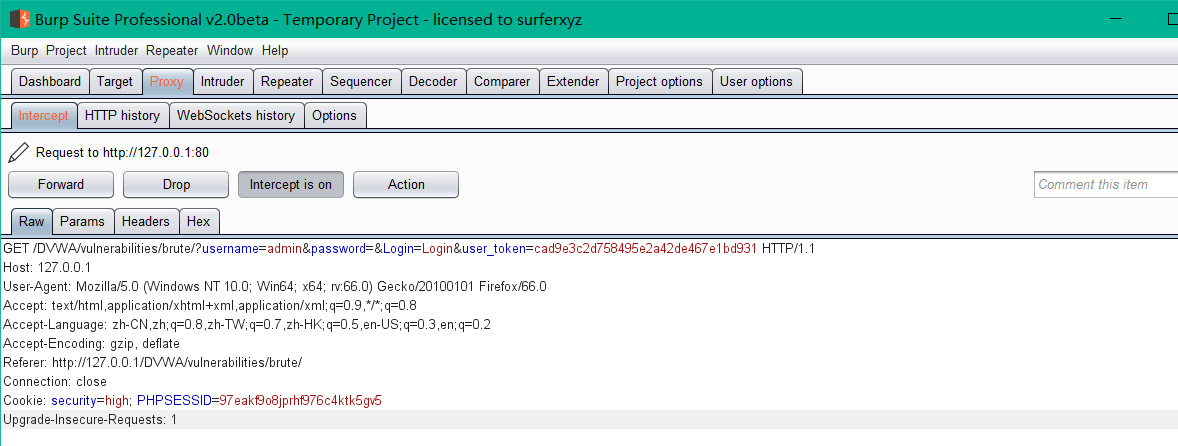 Burp Suite Professional v2.0beta - Temporary Project - licensed to surferxyz
Burp Project Intruder Repeater Window Help
Dashboard Target Proxy Intruder Repeater Sequencer Decoder Comparer Extender Project options User options
Intercept HTTP history WebSockets history Options
Request to http://127.0.0.1:80
Forward Drop Intercept is on Action Comment this item
Raw Params Headers Hex
GET /DVWA/vulnerabilities/brute/?username=admin&password=&Login=Login&user_token=cad9e3c2d758495e2a42de467e1bd931 HTTP/1.1
Host: 127.0.0.1
User-Agent: Mozilla/5.0 (Windows NT 10.0; Win64; x64; rv:66.0) Gecko/20100101 Firefox/66.0
Accept: text/html,application/xhtml+xml,application/xml;q=0.9,*/*;q=0.8
Accept-Language: zh-CN,zh;q=0.8,zh-TW;q=0.7,zh-HK;q=0.5,en-US;q=0.3,en;q=0.2
Accept-Encoding: gzip, deflate
Referer: http://127.0.0.1/DVWA/vulnerabilities/brute/
Connection: close
Cookie: security=high; PHPSESSID=97eakf9o8jprhf976c4ktk5gv5
Upgrade-Insecure-Requests: 1